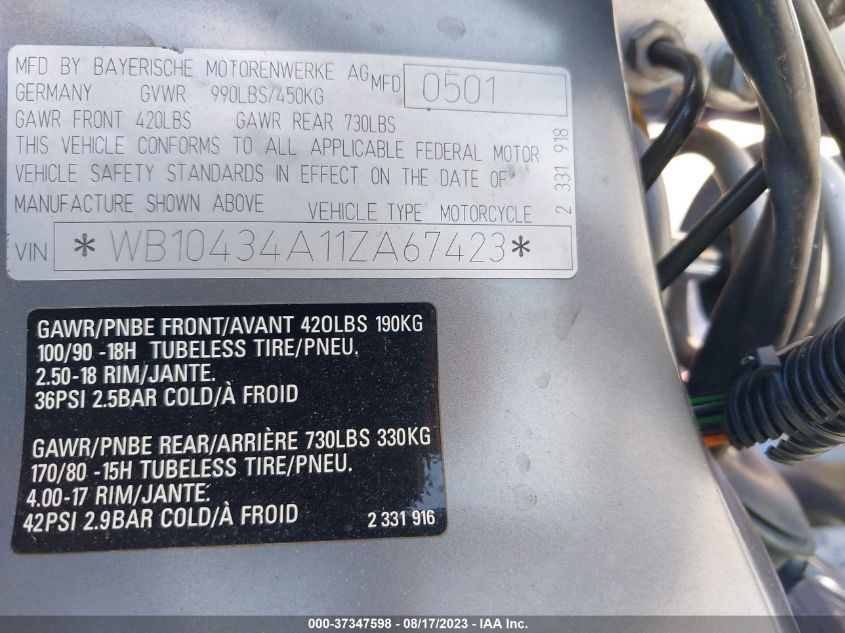 MFD BY BAYERISCHE MOTORENWERKE AG MFD 0501
GERMANY GVWR 990LBS/450KG
GAWR FRONT 420LBS GAWR REAR 730LBS
THIS VEHICLE CONFORMS TO ALL APPLICABLE FEDERAL MOTOR
VEHICLE SAFETY STANDARDS IN EFFECT ON THE DATE OF
MANUFACTURE SHOWN ABOVE VEHICLE TYPE MOTORCYCLE
2 331 918
VIN *WB10434A11ZA67423*
GAWR/PNBE FRONT/AVANT 420LBS 190KG
100/90 -18H TUBELESS TIRE/PNEU.
2.50-18 RIM/JANTE.
36PSI 2.5BAR COLD/À FROID
GAWR/PNBE REAR/ARRIÈRE 730LBS 330KG
170/80 -15H TUBELESS TIRE/PNEU.
4.00-17 RIM/JANTE.
42PSI 2.9BAR COLD/À FROID 2 331 916
000-37347598 - 08/17/2023 - IAA Inc.